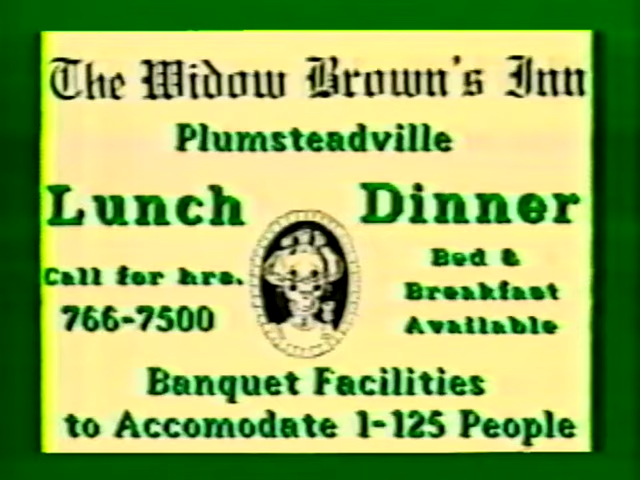 The Widow Brown's Inn
Plumsteadville
Lunch
Call for hrs.
766-7500
Dinner
Bed &
Breakfast
Available
Banquet Facilities
to Accomodate 1-125 People